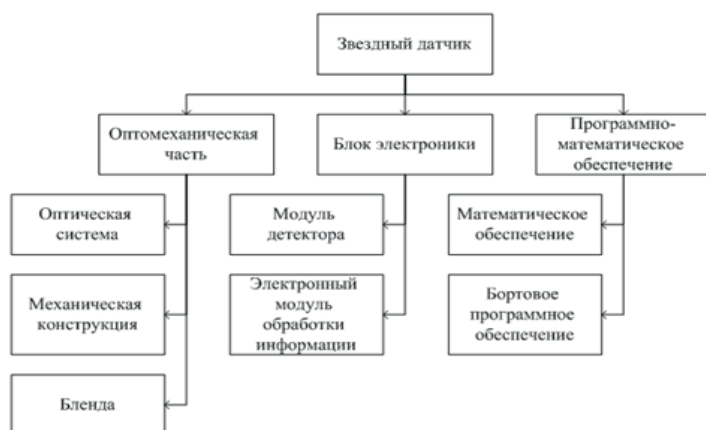 Звездный датчик
Оптомеханическая
часть
Блок электроники
Программно-
математическое
обеспечение
Оптическая
система
Модуль
детектора
Математическое
обеспечение
Механическая
конструкция
Электронный
модуль
обработки
информации
Бортовое
программное
обеспечение
Бленда